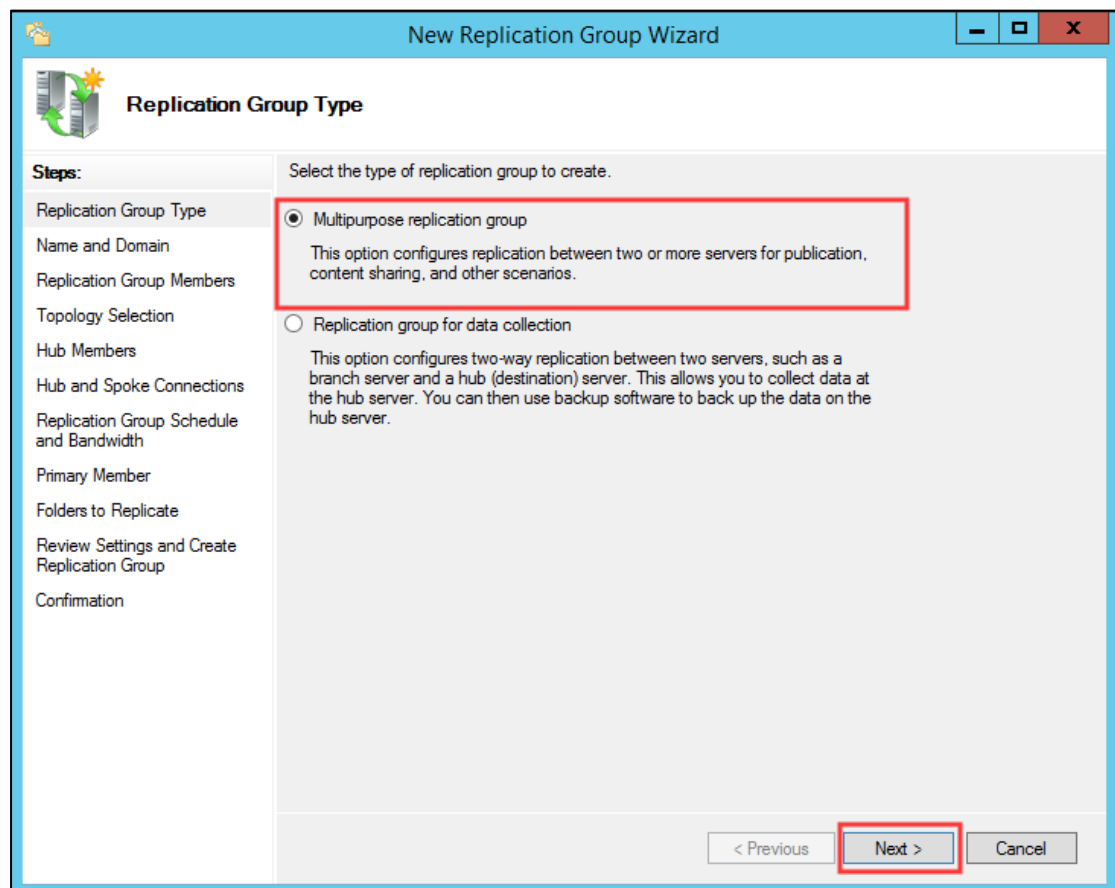 New Replication Group Wizard
Replication Group Type
Steps:
Replication Group Type
Name and Domain
Replication Group Members
Topology Selection
Hub Members
Hub and Spoke Connections
Replication Group Schedule
and Bandwidth
Primary Member
Folders to Replicate
Review Settings and Create
Replication Group
Confirmation
Select the type of replication group to create.
Multipurpose replication group
This option configures replication between two or more servers for publication,
content sharing, and other scenarios.
Replication group for data collection
This option configures two-way replication between two servers, such as a
branch server and a hub (destination) server. This allows you to collect data at
the hub server. You can then use backup software to back up the data on the
hub server.
< Previous
Next >
Cancel